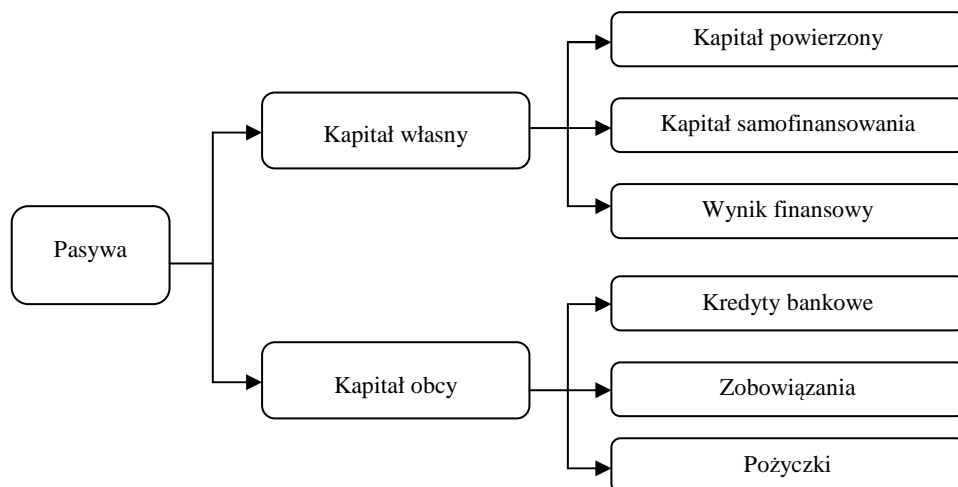 Pasywa
Kapitał własny
Kapitał powierzony
Kapitał samofinansowania
Wynik finansowy
Kapitał obcy
Kredyty bankowe
Zobowiązania
Pożyczki